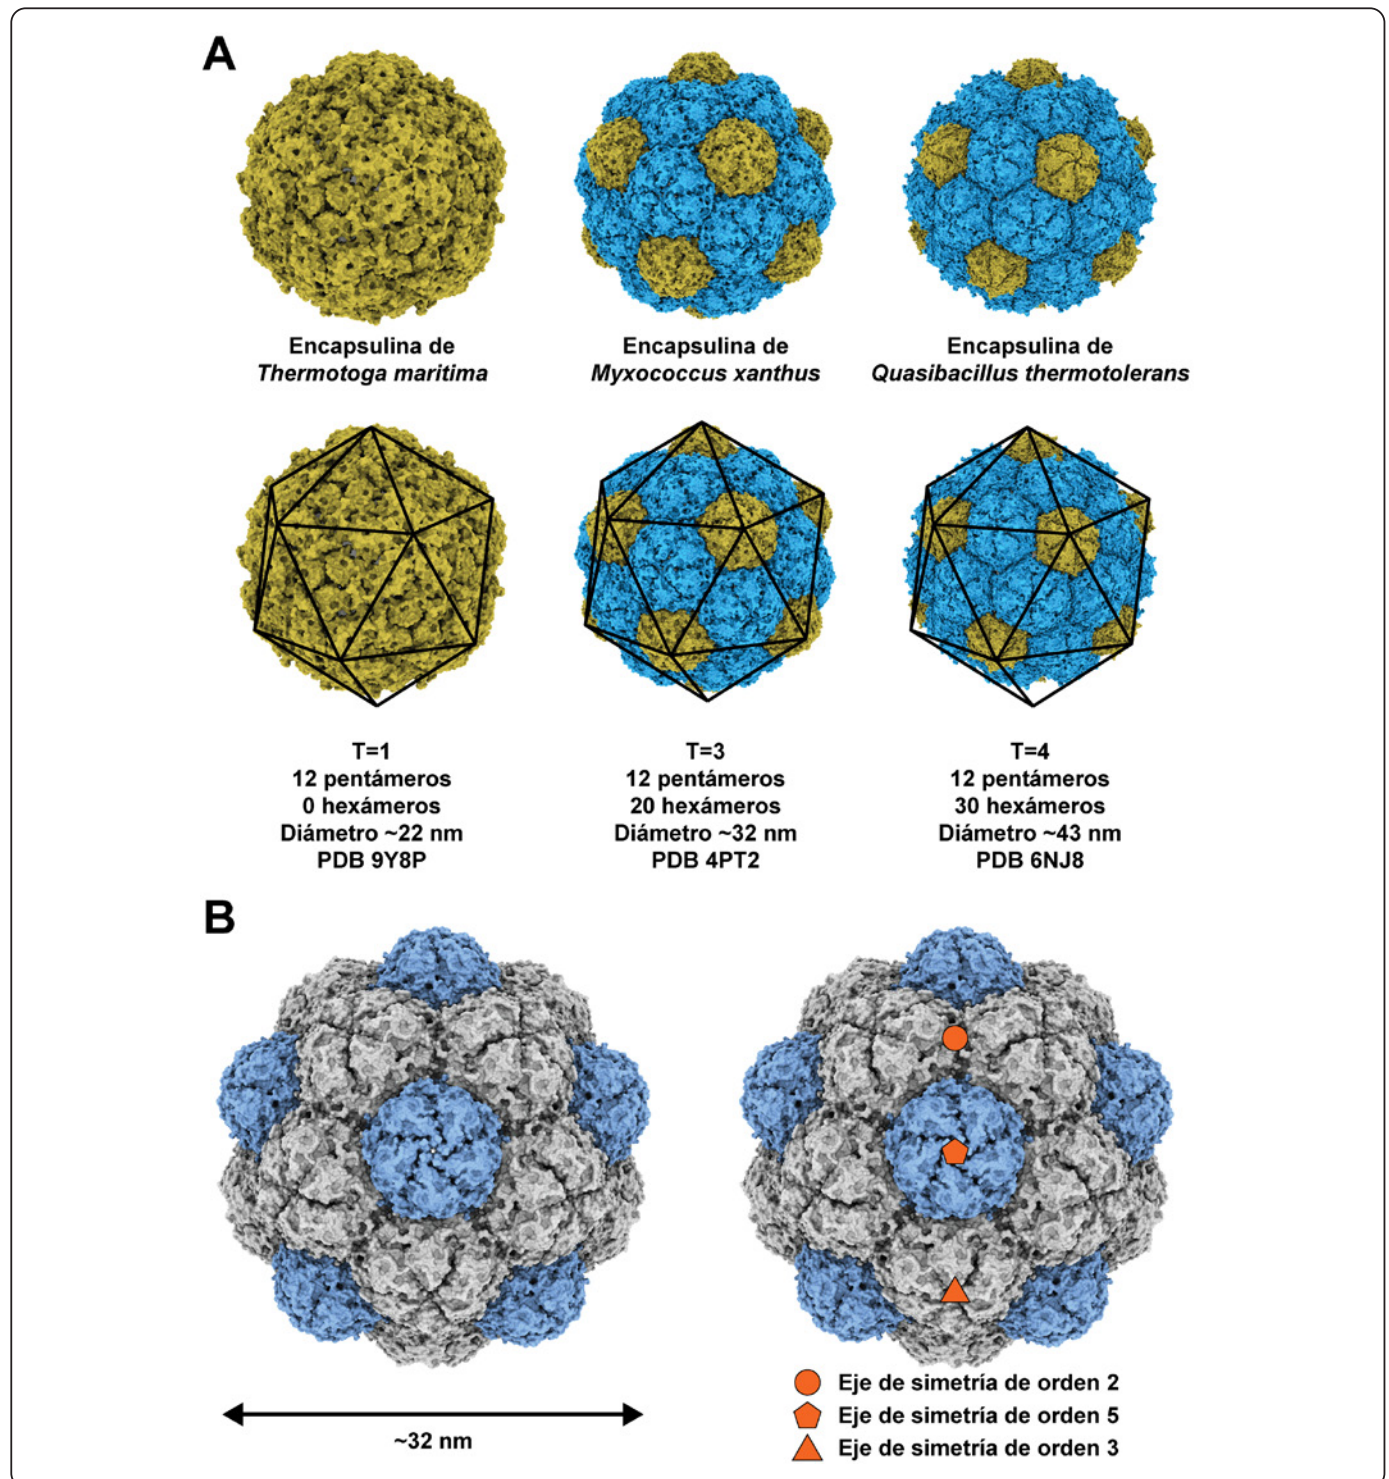 A
Encapsulina de
Thermotoga maritima
Encapsulina de
Myxococcus xanthus
Encapsulina de
Quasibacillus thermotolerans
T=1
12 pentámeros
0 hexámeros
Diámetro ~22 nm
PDB 9Y8P
T=3
12 pentámeros
20 hexámeros
Diámetro ~32 nm
PDB 4PT2
T=4
12 pentámeros
30 hexámeros
Diámetro ~43 nm
PDB 6NJ8
B
~32 nm
Eje de simetría de orden 2
Eje de simetría de orden 5
Eje de simetría de orden 3